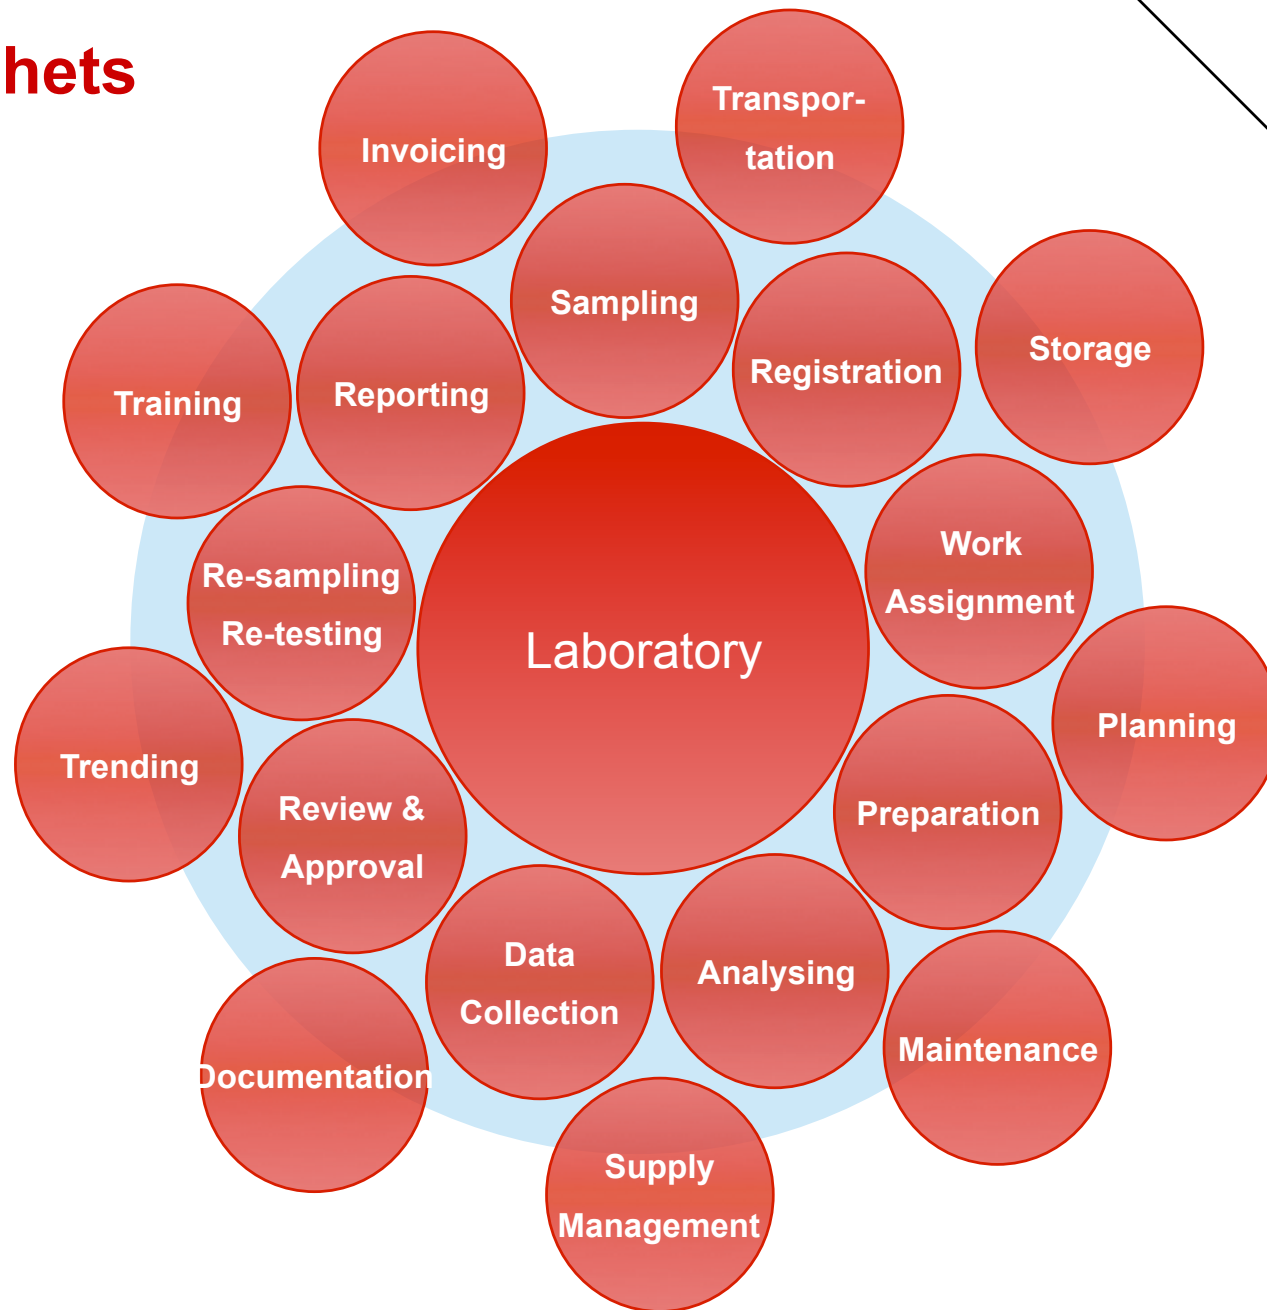 hets
Transpor-
tation
Invoicing
Sampling
Storage
Registration
Reporting
Training
Work
Assignment
Re-sampling
Re-testing
Laboratory
Planning
Trending
Review &
Approval
Preparation
Data
Collection
Analysing
Maintenance
Documentation
Supply
Management